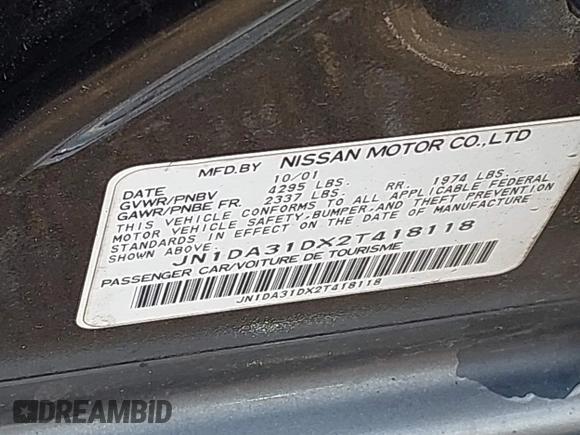 MFD.BY NISSAN MOTOR CO.,LTD
DATE 10/01
GVWR/PNBV 4295 LBS.
GAWR/PNBE FR. 2337 LBS. RR. 1974 LBS.
THIS VEHICLE CONFORMS TO ALL APPLICABLE FEDERAL
MOTOR VEHICLE SAFETY,BUMPER,AND THEFT PREVENTION
STANDARDS IN EFFECT ON THE DATE OF MANUFACTURE
SHOWN ABOVE.
JN1DA31DX2T418118
PASSENGER CAR/VOITURE DE TOURISME
JN1DA31DX2T418118
DREAMBID